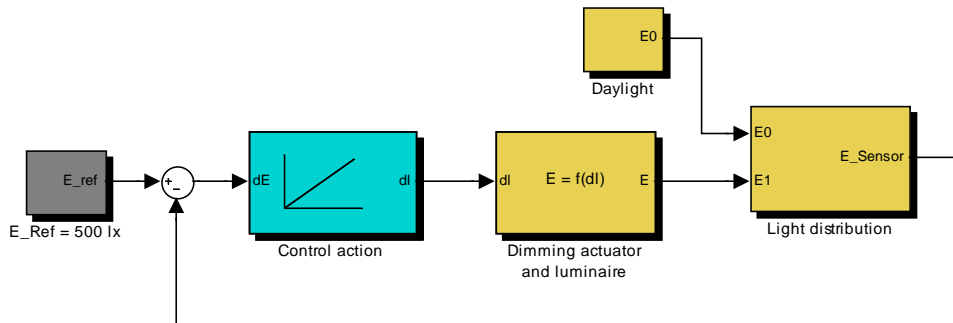 E0
Daylight
E0
E_Sensor
E1
Light distribution
E_ref
E_Ref = 500 lx
+
-
dE
dI
Control action
dI
E = f(dI)
E
Dimming actuator
and luminaire